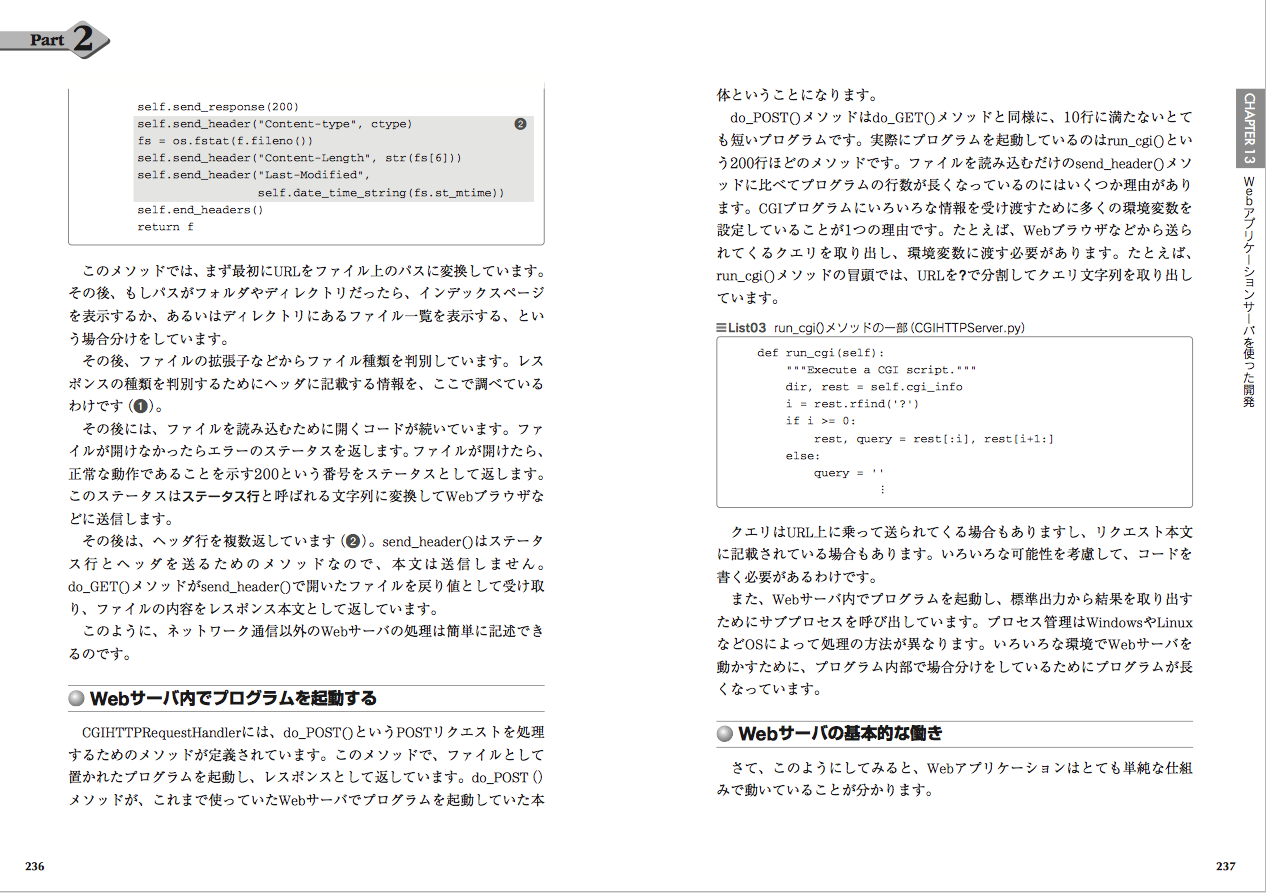 Part 2
self.send_response(200)
self.send_header("Content-type", ctype) ❷
fs = os.fstat(f.fileno())
self.send_header("Content-Length", str(fs[6]))
self.send_header("Last-Modified",
self.date_time_string(fs.st_mtime))
self.end_headers()
return f
このメソッドでは、まず最初にURLをファイル上のパスに変換しています。
その後、もしパスがフォルダやディレクトリだったら、インデックスページ
を表示するか、あるいはディレクトリにあるファイル一覧を表示する、とい
う場合分けをしています。
その後、ファイルの拡張子などからファイル種類を判別しています。レス
ポンスの種類を判別するためにヘッダに記載する情報を、ここで調べている
わけです(❶)。
その後には、ファイルを読み込むために開くコードが続いています。ファ
イルが開けなかったらエラーのステータスを返します。ファイルが開けたら、
正常な動作であることを示す200という番号をステータスとして返します。
このステータスはステータス行と呼ばれる文字列に変換してWebブラウザな
どに送信します。
その後は、ヘッダ行を複数返しています(❷)。send_header()はステータ
ス行とヘッダを送るためのメソッドなので、本文は送信しません。
do_GET()メソッドがsend_header()で開いたファイルを戻り値として受け取
り、ファイルの内容をレスポンス本文として返しています。
このように、ネットワーク通信以外のWebサーバの処理は簡単に記述でき
るのです。
Webサーバ内でプログラムを起動する
CGIHTTPRequestHandlerには、do_POST()というPOSTリクエストを処理
するためのメソッドが定義されています。このメソッドで、ファイルとして
置かれたプログラムを起動し、レスポンスとして返しています。do_POST()
メソッドが、これまで使っていたWebサーバでプログラムを起動していた本
236
体ということになります。
do_POST()メソッドはdo_GET()メソッドと同様に、10行に満たないとて
も短いプログラムです。実際にプログラムを起動しているのはrun_cgi()とい
う200行ほどのメソッドです。ファイルを読み込むだけのsend_header()メソ
ッドに比べてプログラムの行数が長くなっているのにはいくつか理由があり
ます。CGIプログラムにいろいろな情報を受け渡すために多くの環境変数を
設定していることが1つの理由です。たとえば、Webブラウザなどから送ら
れてくるクエリを取り出し、環境変数に渡す必要があります。たとえば、
run_cgi()メソッドの冒頭では、URLを?で分割してクエリ文字列を取り出し
ています。
List03 run_cgi()メソッドの一部(CGIHTTPServer.py)
def run_cgi(self):
"""Execute a CGI script."""
dir, rest = self.cgi_info
i = rest.rfind('?')
if i >= 0:
rest, query = rest[:i], rest[i+1:]
else:
query = ''
⋮
クエリはURL上に乗って送られてくる場合もありますし、リクエスト本文
に記載されている場合もあります。いろいろな可能性を考慮して、コードを
書く必要があるわけです。
また、Webサーバ内でプログラムを起動し、標準出力から結果を取り出す
ためにサブプロセスを呼び出しています。プロセス管理はWindowsやLinux
などOSによって処理の方法が異なります。いろいろな環境でWebサーバを
動かすために、プログラム内部で場合分けをしているためにプログラムが長
くなっています。
Webサーバの基本的な働き
さて、このようにしてみると、Webアプリケーションはとても単純な仕組
みで動いていることが分かります。
CHAPTER 13
Webアプリケーションサーバを使った開発
237